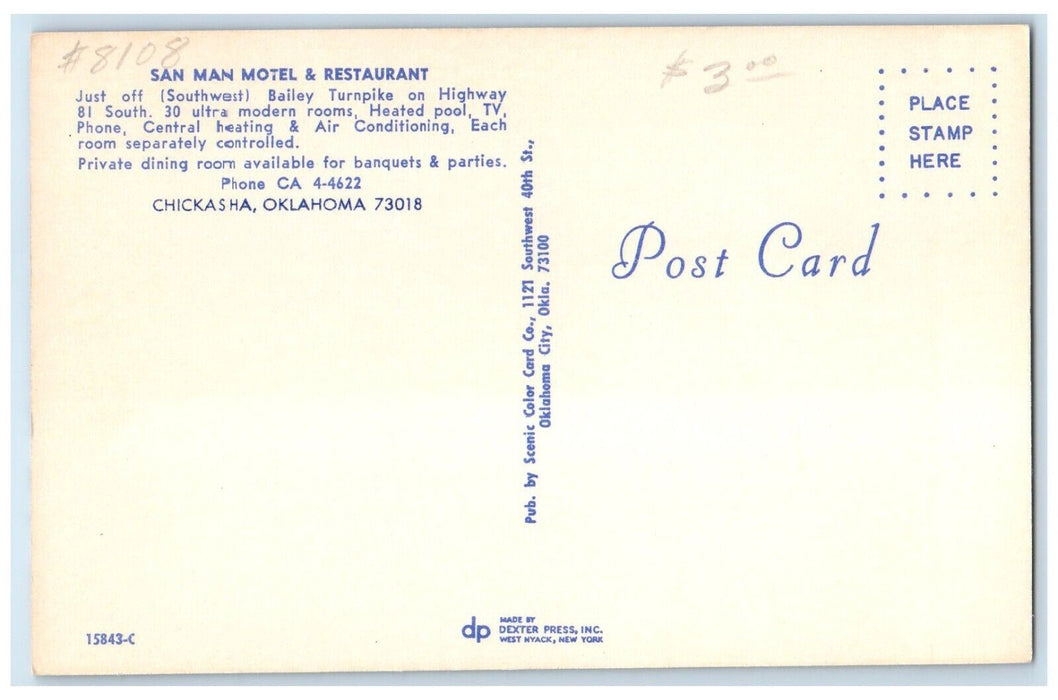 #8108
SAN MAN MOTEL & RESTAURANT
Just off (Southwest) Bailey Turnpike on Highway
81 South. 30 ultra modern rooms, Heated pool, TV,
Phone, Central heating & Air Conditioning, Each
room separately controlled.
Private dining room available for banquets & parties.
Phone CA 4-4622
CHICKASHA, OKLAHOMA 73018
15843-C
Pub. by Scenic Color Card Co., 1121 Southwest 40th St.,
Oklahoma City, Okla. 73100
dp
MADE BY
DEXTER PRESS, INC.
WEST NYACK, NEW YORK
$3.00
PLACE
STAMP
HERE
Post Card